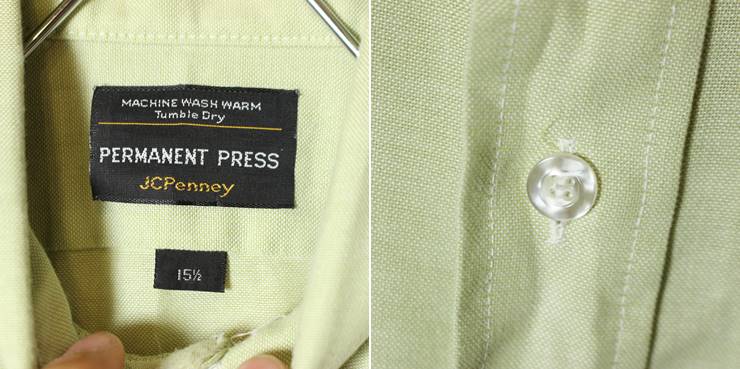 MACHINE WASH WARM
Tumble Dry
PERMANENT PRESS
JCPenney
15½